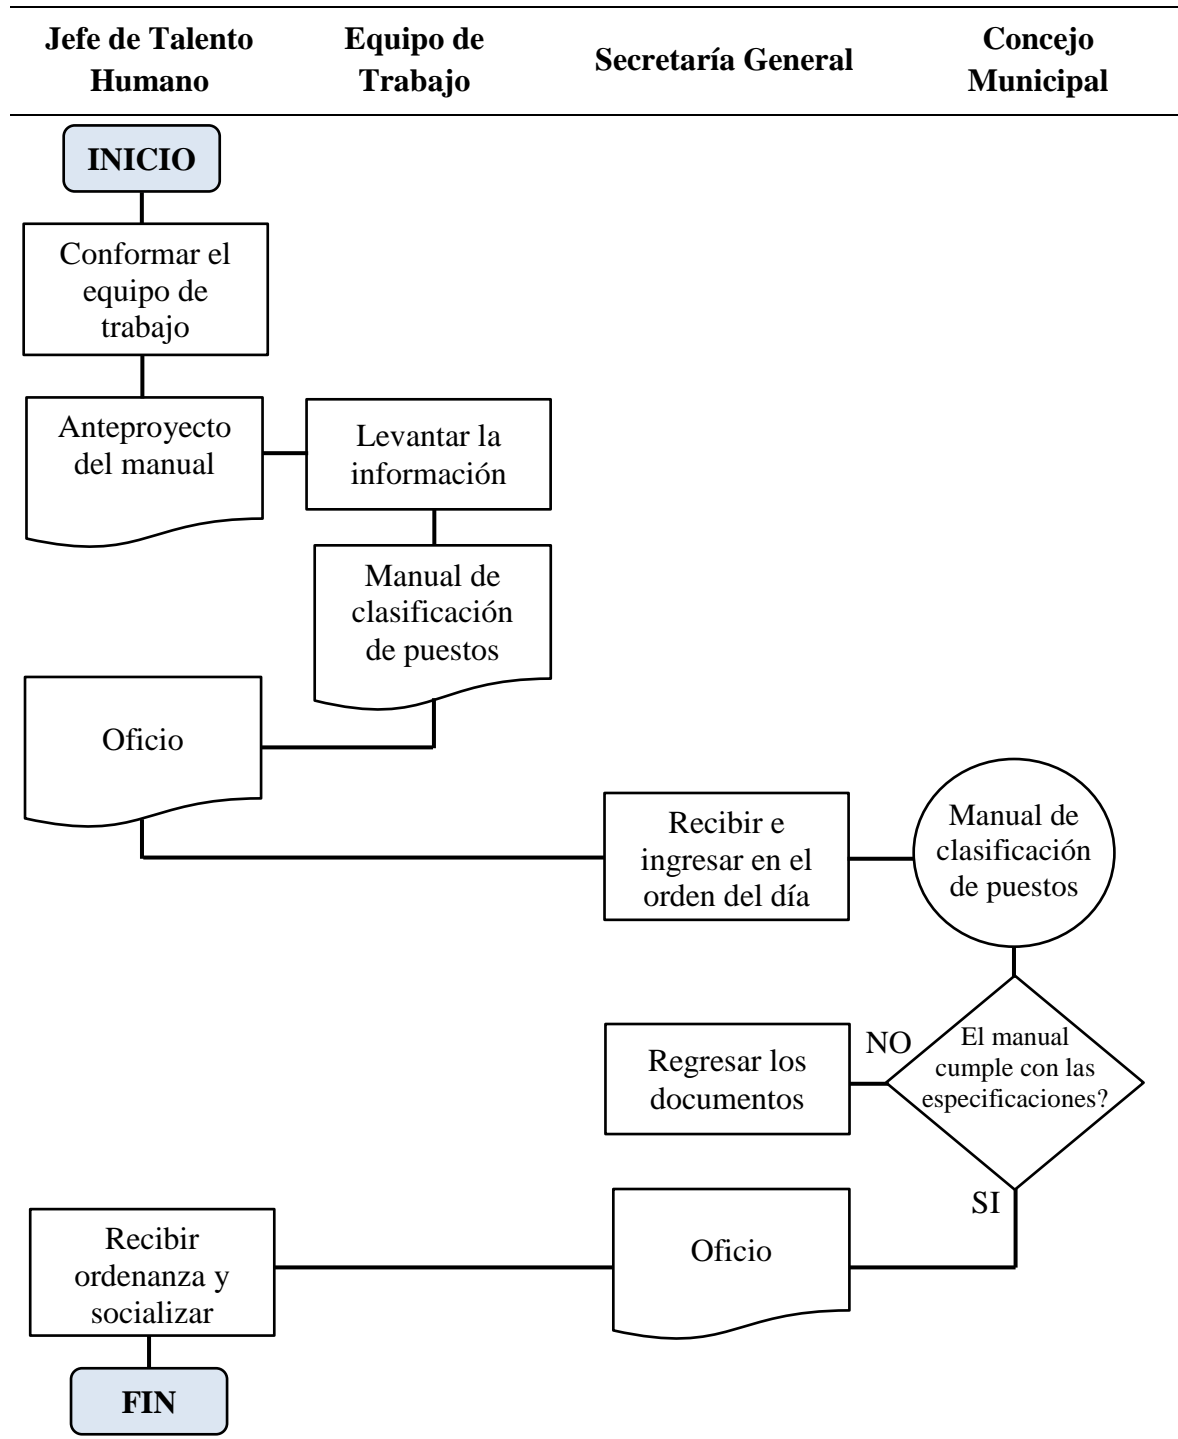 Jefe de Talento
Humano
Equipo de
Trabajo
Secretaría General
Concejo
Municipal
INICIO
Conformar el
equipo de
trabajo
Anteproyecto
del manual
Levantar la
información
Manual de
clasificación
de puestos
Oficio
Recibir e
ingresar en el
orden del día
Manual de
clasificación
de puestos
El manual
cumple con las
especificaciones?
NO
Regresar los
documentos
SI
Oficio
Recibir
ordenanza y
socializar
FIN